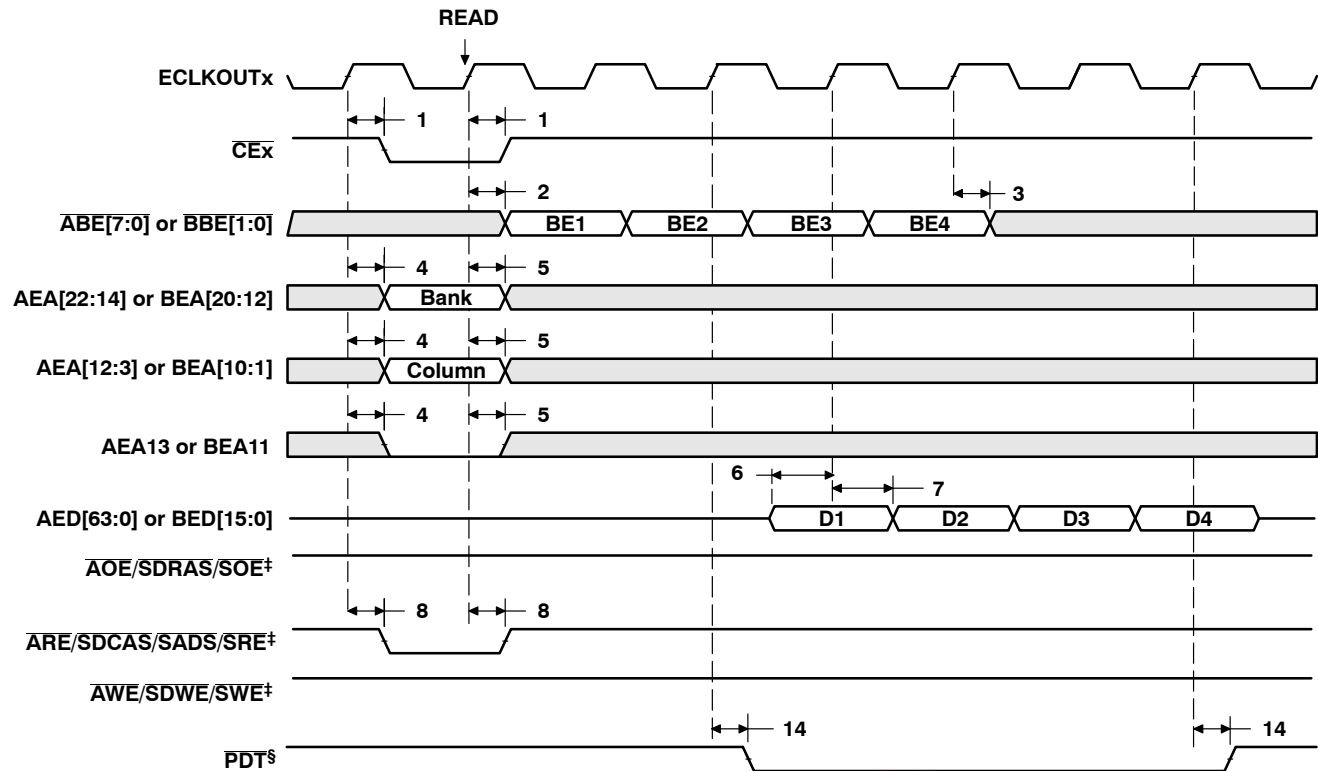 READ
ECLKOUTx
1 1
CEx
2 3
ABE[7:0] or BBE[1:0] BE1 BE2 BE3 BE4
4 5
AEA[22:14] or BEA[20:12] Bank
4 5
AEA[12:3] or BEA[10:1] Column
4 5
AEA13 or BEA11
6 7
AED[63:0] or BED[15:0] D1 D2 D3 D4
AOE/SDRAS/SOE‡
8 8
ARE/SDCAS/SADS/SRE‡
AWE/SDWE/SWE‡
14 14
PDT§